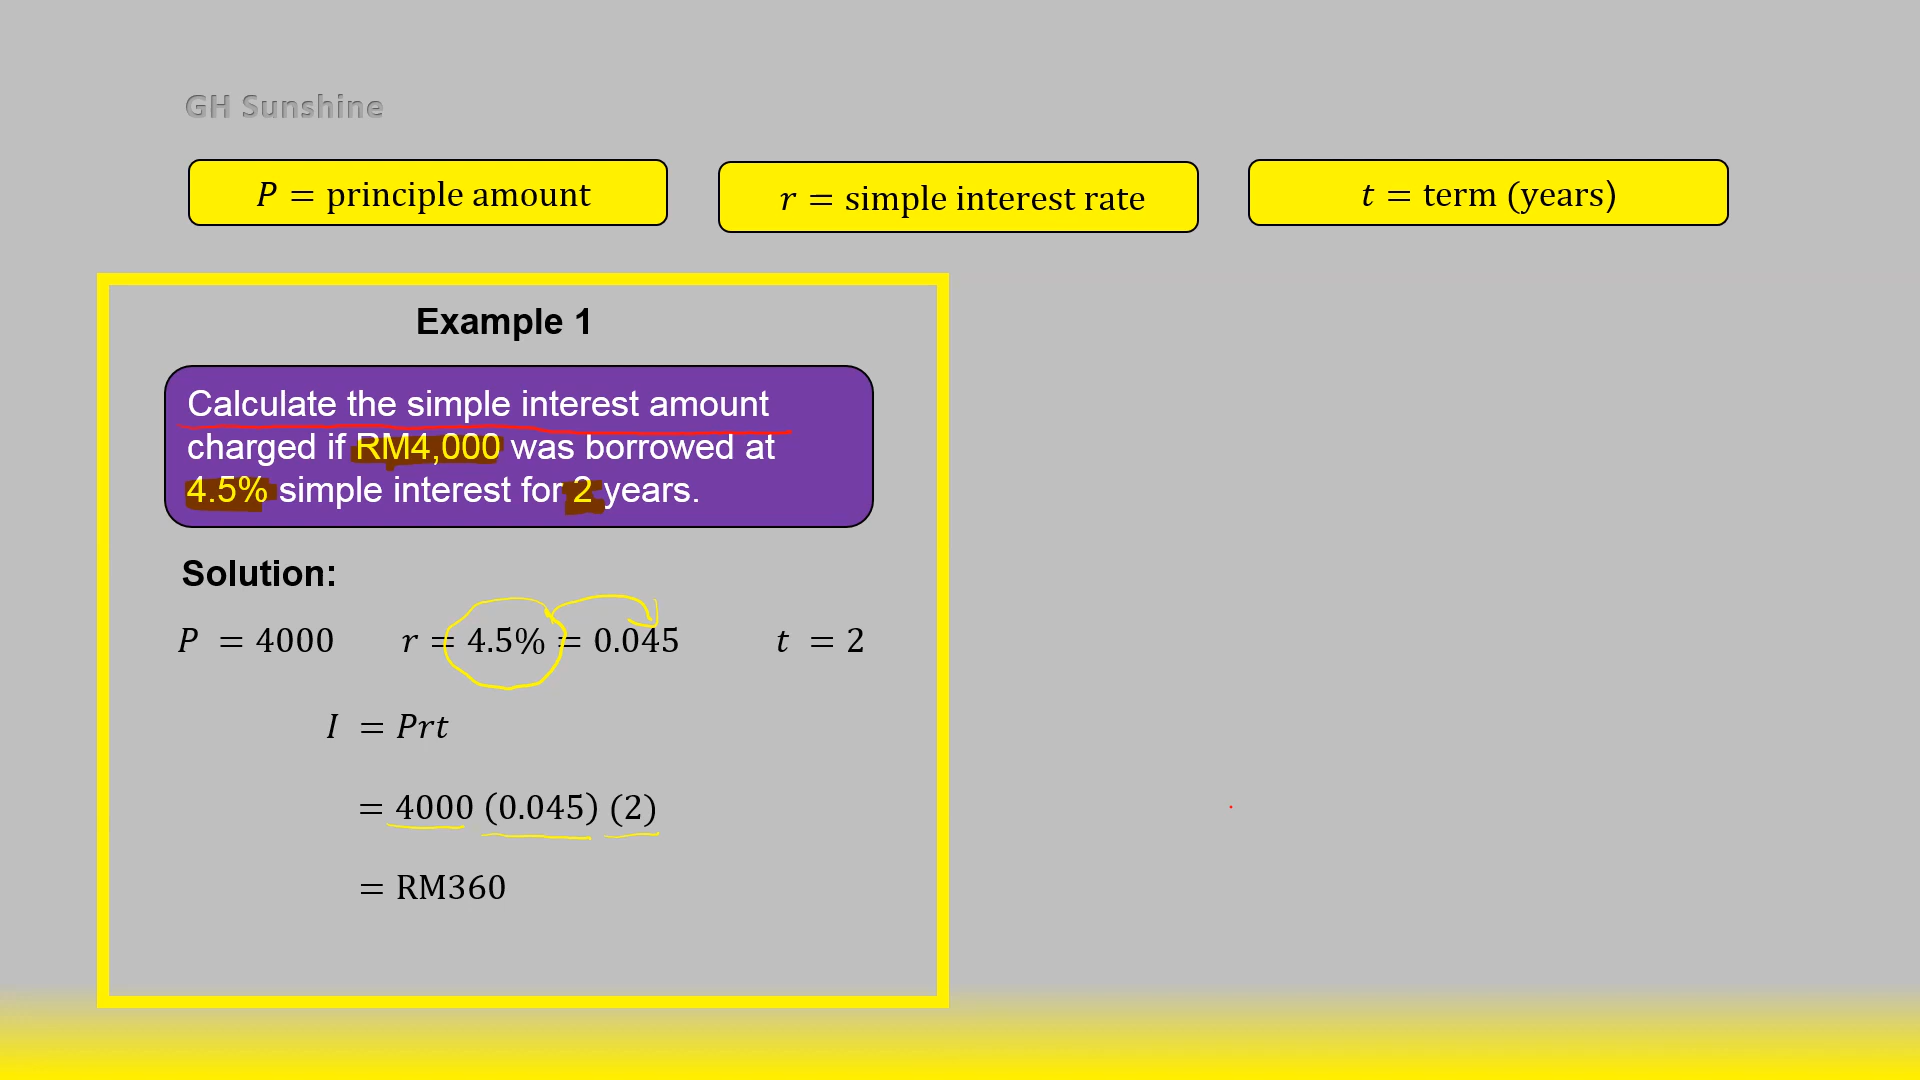 GH Sunshine
P = principle amount
r = simple interest rate
t = term (years)
Example 1
Calculate the simple interest amount
charged if RM4,000 was borrowed at
4.5% simple interest for 2 years.
Solution:
P = 4000 r = 4.5% = 0.045 t = 2
I = Prt
= 4000 (0.045) (2)
= RM360